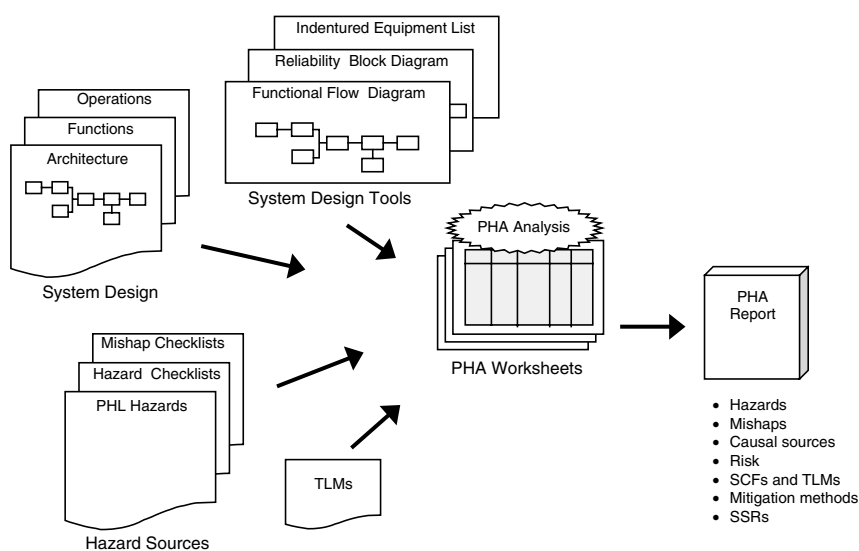 Indentured Equipment List
Reliability Block Diagram
Functional Flow Diagram
System Design Tools
Operations
Functions
Architecture
System Design
PHA Analysis
PHA Worksheets
PHA
Report
Mishap Checklists
Hazard Checklists
PHL Hazards
Hazard Sources
TLMs
• Hazards
• Mishaps
• Causal sources
• Risk
• SCFs and TLMs
• Mitigation methods
• SSRs